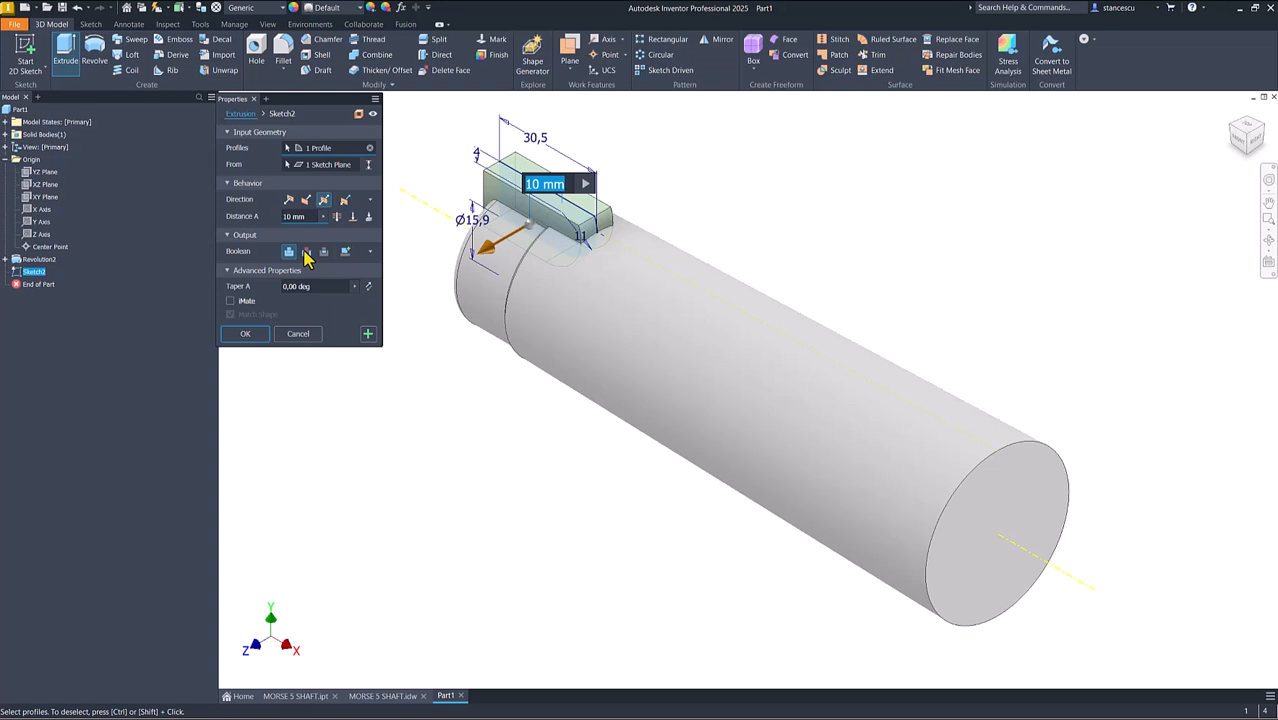 Generic
Default
Autodesk Inventor Professional 2025 Part1
Search Help & Commands...
stancescu
File
3D Model
Sketch
Annotate
Inspect
Tools
Manage
View
Environments
Collaborate
Fusion
Start
2D Sketch
Extrude
Revolve
Sweep
Emboss
Decal
Loft
Derive
Import
Coil
Rib
Unwrap
Hole
Fillet
Chamfer
Thread
Split
Mark
Shell
Combine
Direct
Finish
Draft
Thicken/ Offset
Delete Face
Shape
Generator
Plane
Axis
Point
UCS
Rectangular
Mirror
Circular
Sketch Driven
Box
Face
Convert
Stitch
Ruled Surface
Replace Face
Patch
Trim
Repair Bodies
Sculpt
Extend
Fit Mesh Face
Stress
Analysis
Convert to
Sheet Metal
Sketch
Create
Modify
Explore
Work Features
Pattern
Create Freeform
Surface
Simulation
Convert
Model
Part1
Model States: [Primary]
Solid Bodies(1)
View: [Primary]
Origin
YZ Plane
XZ Plane
XY Plane
X Axis
Y Axis
Z Axis
Center Point
Revolution2
Sketch2
End of Part
Properties
Extrusion > Sketch2
Input Geometry
Profiles 1 Profile
From 1 Sketch Plane
Behavior
Direction
Distance A 10 mm
Output
Boolean
Advanced Properties
Taper A 0,00 deg
iMate
Match Shape
OK
Cancel
30,5
4
10 mm
Ø15,9
11
Y
Z
X
Home
MORSE 5 SHAFT.ipt
MORSE 5 SHAFT.idw
Part1
Select profiles. To deselect, press [Ctrl] or [Shift] + Click.
1
4